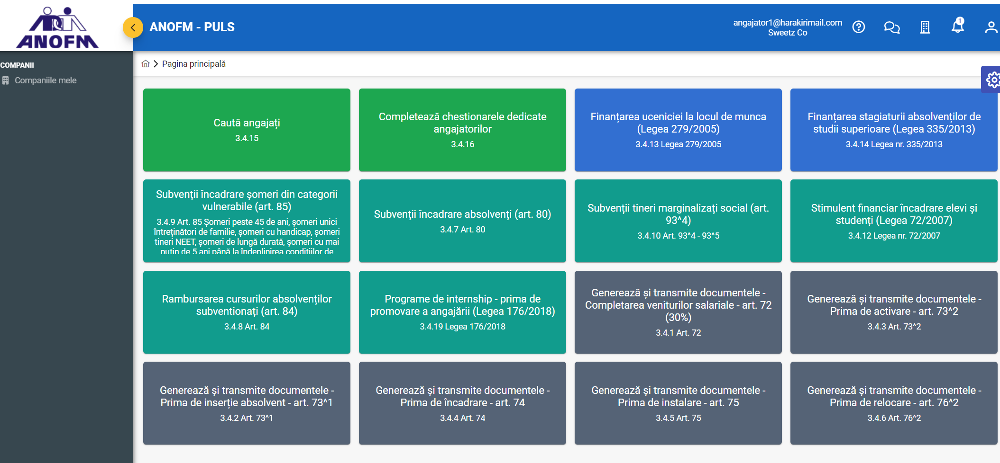 ANOFM
ANOFM - PULS
angajator1@harakirimail.com
Sweetz Co
1
COMPANII
Companiile mele
Pagina principală
Caută angajați
3.4.15
Completează chestionarele dedicate
angajatorilor
3.4.16
Finanțarea uceniciei la locul de munca
(Legea 279/2005)
3.4.13 Legea 279/2005
Finanțarea stagiaturii absolvenților de
studii superioare (Legea 335/2013)
3.4.14 Legea nr. 335/2013
Subvenții încadrare șomeri din categorii
vulnerabile (art. 85)
3.4.9 Art. 85 Șomeri peste 45 de ani, șomeri unici
întreținători de familie, șomeri cu handicap, șomeri
tineri NEET, șomeri de lungă durată, șomeri cu mai
puțin de 5 ani până la îndeplinirea condițiilor de
Subvenții încadrare absolvenți (art. 80)
3.4.7 Art. 80
Subvenții tineri marginalizați social (art.
93^4)
3.4.10 Art. 93^4 - 93^5
Stimulent financiar încadrare elevi și
studenți (Legea 72/2007)
3.4.12 Legea nr. 72/2007
Rambursarea cursurilor absolvenților
subventionați (art. 84)
3.4.8 Art. 84
Programe de internship - prima de
promovare a angajării (Legea 176/2018)
3.4.19 Legea 176/2018
Generează și transmite documentele -
Completarea veniturilor salariale - art. 72
(30%)
3.4.1 Art. 72
Generează și transmite documentele -
Prima de activare - art. 73^2
3.4.3 Art. 73^2
Generează și transmite documentele -
Prima de inserție absolvent - art. 73^1
3.4.2 Art. 73^1
Generează și transmite documentele -
Prima de încadrare - art. 74
3.4.4 Art. 74
Generează și transmite documentele -
Prima de instalare - art. 75
3.4.5 Art. 75
Generează și transmite documentele -
Prima de relocare - art. 76^2
3.4.6 Art. 76^2